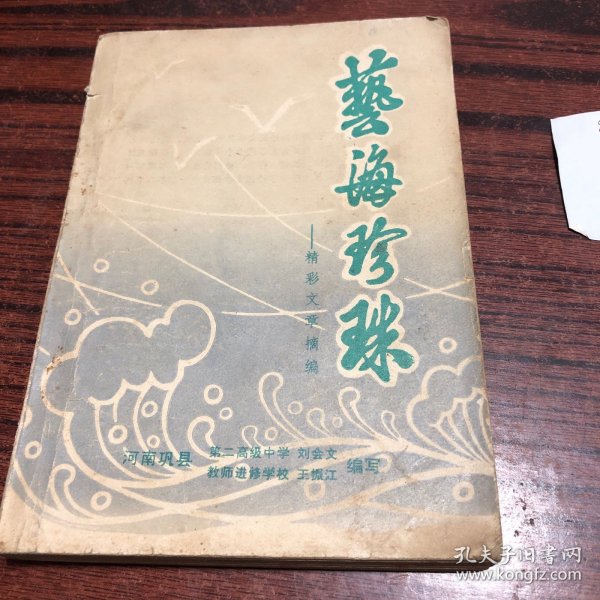 藝海珍珠
——精彩文章摘编
河南巩县 第二高级中学 刘会文 编写
教师进修学校 王振江
孔夫子旧书网
www.kongfz.com